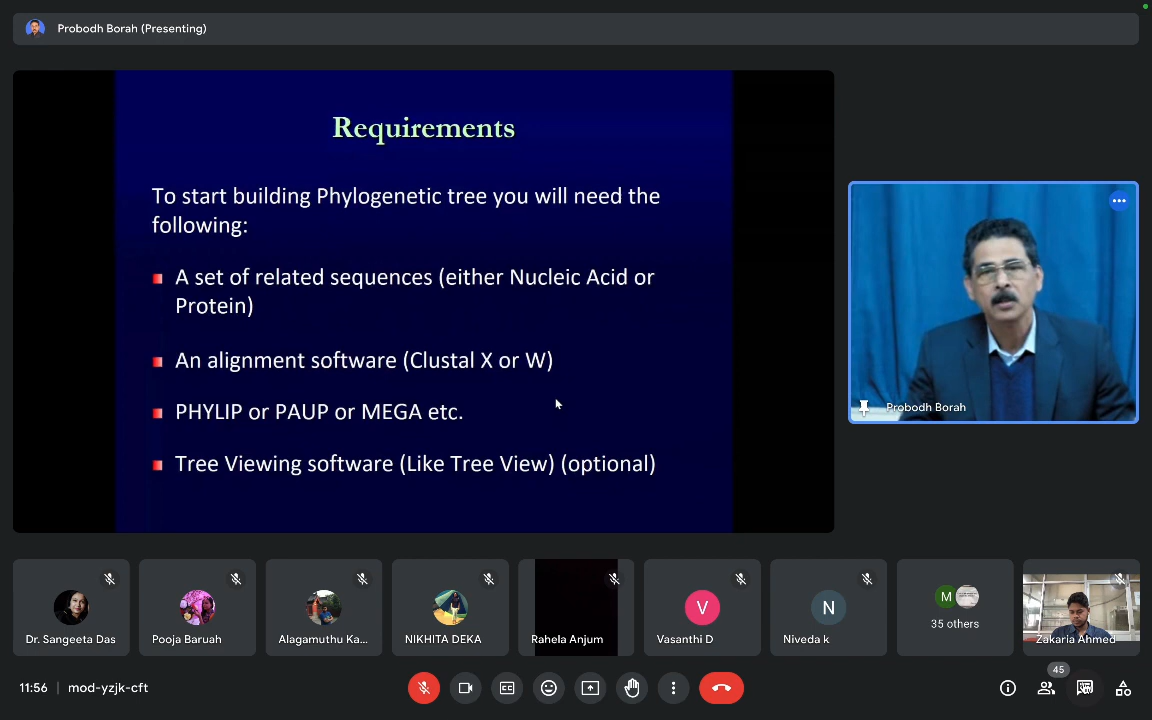 Probodh Borah (Presenting)
Requirements
To start building Phylogenetic tree you will need the
following:
A set of related sequences (either Nucleic Acid or
Protein)
An alignment software (Clustal X or W)
PHYLIP or PAUP or MEGA etc.
Tree Viewing software (Like Tree View) (optional)
Probodh Borah
Dr. Sangeeta Das
Pooja Baruah
Alagamuthu Ka...
NIKHITA DEKA
Rahela Anjum
V
Vasanthi D
N
Niveda k
M
35 others
Zakaria Ahmed
11:56 | mod-yzjk-cft
CC
45